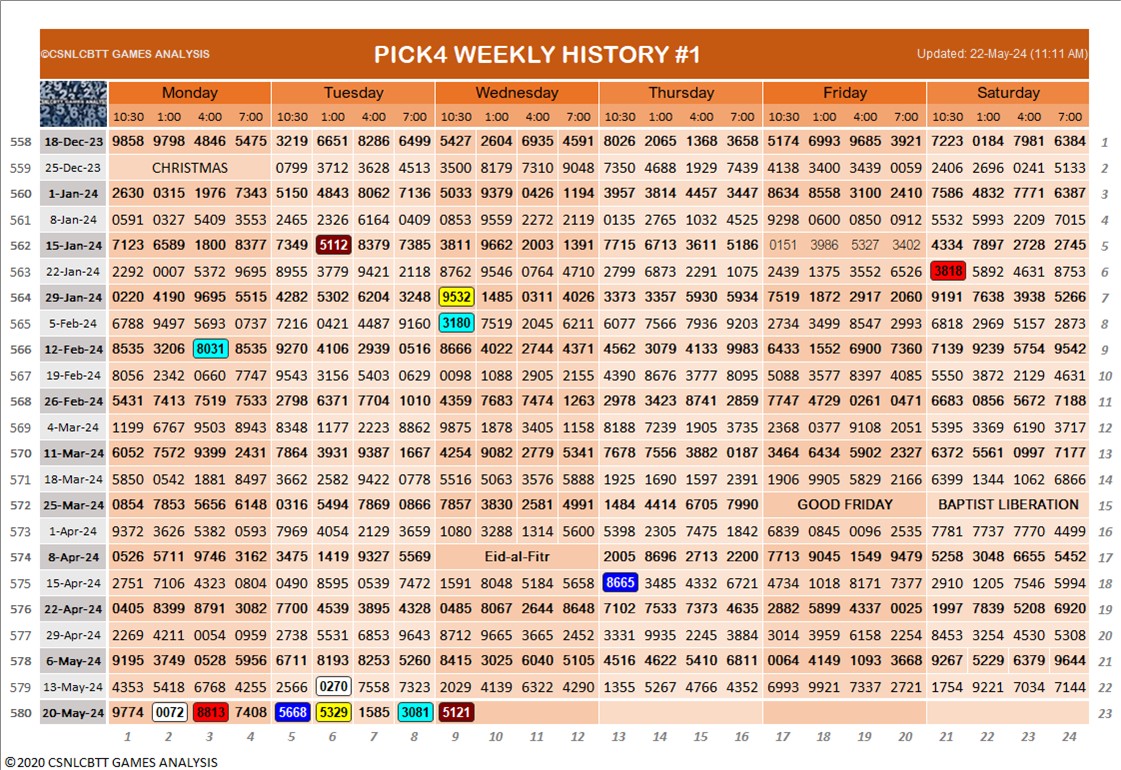 ©CSNLCBTT GAMES ANALYSIS PICK4 WEEKLY HISTORY #1 Updated: 22-May-24 (11:11 AM)
Monday Tuesday Wednesday Thursday Friday Saturday
10:30 1:00 4:00 7:00 10:30 1:00 4:00 7:00 10:30 1:00 4:00 7:00 10:30 1:00 4:00 7:00 10:30 1:00 4:00 7:00 10:30 1:00 4:00 7:00
558 18-Dec-23 9858 9798 4846 5475 3219 6651 8286 6499 5427 2604 6935 4591 8026 2065 1368 3658 5174 6993 9685 3921 7223 0184 7981 6384 1
559 25-Dec-23 CHRISTMAS 0799 3712 3628 4513 3500 8179 7310 9048 7350 4688 1929 7439 4138 3400 3439 0059 2406 2696 0241 5133 2
560 1-Jan-24 2630 0315 1976 7343 5150 4843 8062 7136 5033 9379 0426 1194 3957 3814 4457 3447 8634 8558 3100 2410 7586 4832 7771 6387 3
561 8-Jan-24 0591 0327 5409 3553 2465 2326 6164 0409 0853 9559 2272 2119 0135 2765 1032 4525 9298 0600 0850 0912 5532 5993 2209 7015 4
562 15-Jan-24 7123 6589 1800 8377 7349 5112 8379 7385 3811 9662 2003 1391 7715 6713 3611 5186 0151 3986 5327 3402 4334 7897 2728 2745 5
563 22-Jan-24 2292 0007 5372 9695 8955 3779 9421 2118 8762 9546 0764 4710 2799 6873 2291 1075 2439 1375 3552 6526 3818 5892 4631 8753 6
564 29-Jan-24 0220 4190 9695 5515 4282 5302 6204 3248 9532 1485 0311 4026 3373 3357 5930 5934 7519 1872 2917 2060 9191 7638 3938 5266 7
565 5-Feb-24 6788 9497 5693 0737 7216 0421 4487 9160 3180 7519 2045 6211 6077 7566 7936 9203 2733 3499 8547 2993 6818 2969 5157 2873 8
566 12-Feb-24 8535 3206 8031 8535 9270 4106 2939 0516 8666 4022 2744 4371 4562 3079 4133 9983 6433 1552 6900 7360 7139 9239 5754 9542 9
567 19-Feb-24 8056 2342 0660 7747 9543 3156 5403 0629 0098 1088 2905 2155 4390 8676 3777 8095 5088 3577 8397 4085 5550 3872 2129 4631 10
568 26-Feb-24 5431 7413 7519 7533 2798 6371 7704 1010 4359 7683 7474 1263 2978 3423 8741 2859 7747 4729 0261 0471 6683 0856 5672 7188 11
569 4-Mar-24 1199 6767 9503 8943 8348 1177 2223 8862 9875 1878 3405 1158 8188 7239 1905 3735 2368 0377 9108 2051 5395 3369 6190 3717 12
570 11-Mar-24 6052 7572 9399 2431 7864 3931 9387 1667 4254 9082 2779 5341 7678 7556 3882 0187 3464 6434 5902 2327 6372 5561 0997 7177 13
571 18-Mar-24 5850 0542 1881 8497 3662 2582 9422 0778 5516 5063 3576 5888 1925 1690 1597 2391 1906 9905 5829 2166 6399 1344 1062 6866 14
572 25-Mar-24 0854 7853 5656 6148 0316 5494 7869 0866 7857 3830 2581 4991 1484 4414 6705 7990 GOOD FRIDAY BAPTIST LIBERATION 15
573 1-Apr-24 9372 3626 5382 0593 7969 4054 2129 3659 1080 3288 1314 5600 5398 2305 7475 1842 6839 0845 0096 2535 7781 7737 7770 4499 16
574 8-Apr-24 0526 5711 9746 3162 3475 1419 9327 5569 Eid-al-Fitr 2005 8696 2713 2200 7713 9045 1549 9479 5258 3048 6655 5452 17
575 15-Apr-24 2751 7106 4323 0804 0490 8595 0539 7472 1591 8048 5184 5658 8665 3485 4332 6721 4734 1018 8171 7377 2910 1205 7546 5994 18
576 22-Apr-24 0405 8399 8791 3082 7700 4539 3895 4328 0485 8067 2644 8648 7102 7533 7373 4635 2882 5899 4337 0025 1997 7839 5208 6920 19
577 29-Apr-24 2269 4211 0054 0959 2738 5531 6853 9643 8712 9665 3665 2452 3331 9935 2245 3884 3014 3959 6158 2254 8453 3254 4530 5308 20
578 6-May-24 9195 3749 0528 5956 6711 8193 8253 5260 8415 3025 6040 5105 4516 4622 5410 6811 0064 4149 1093 3668 9267 5229 6379 9644 21
579 13-May-24 4353 5418 6768 4255 2566 0270 7558 7323 2029 4139 6322 4290 1355 5267 4766 4352 6993 9921 7337 2721 1754 9221 7034 7144 22
580 20-May-24 9774 0072 8813 7408 5668 5329 1585 3081 5121 23
1 2 3 4 5 6 7 8 9 10 11 12 13 14 15 16 17 18 19 20 21 22 23 24
©2020 CSNLCBTT GAMES ANALYSIS